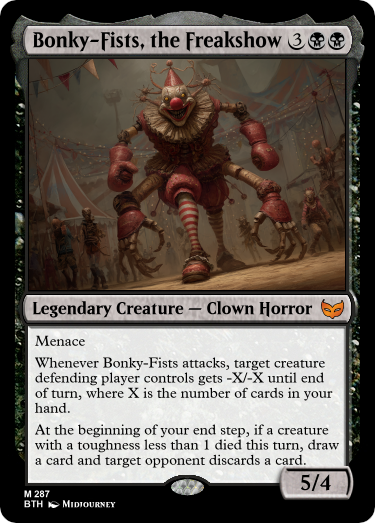 Bonky-Fists, the Freakshow 3
Legendary Creature — Clown Horror
Menace
Whenever Bonky-Fists attacks, target creature
defending player controls gets -X/-X until end
of turn, where X is the number of cards in your
hand.
At the beginning of your end step, if a creature
with a toughness less than 1 died this turn, draw
a card and target opponent discards a card.
5/4
M 287
BTH Midjourney